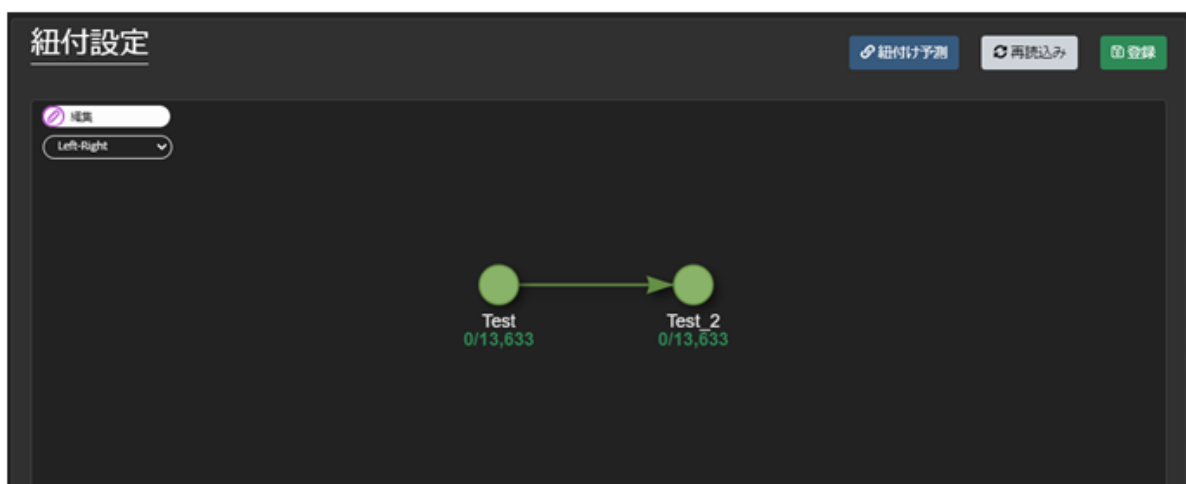 紐付設定
紐付け予測
再読込み
登録
編集
Left-Right
Test
0/13,633
Test_2
0/13,633